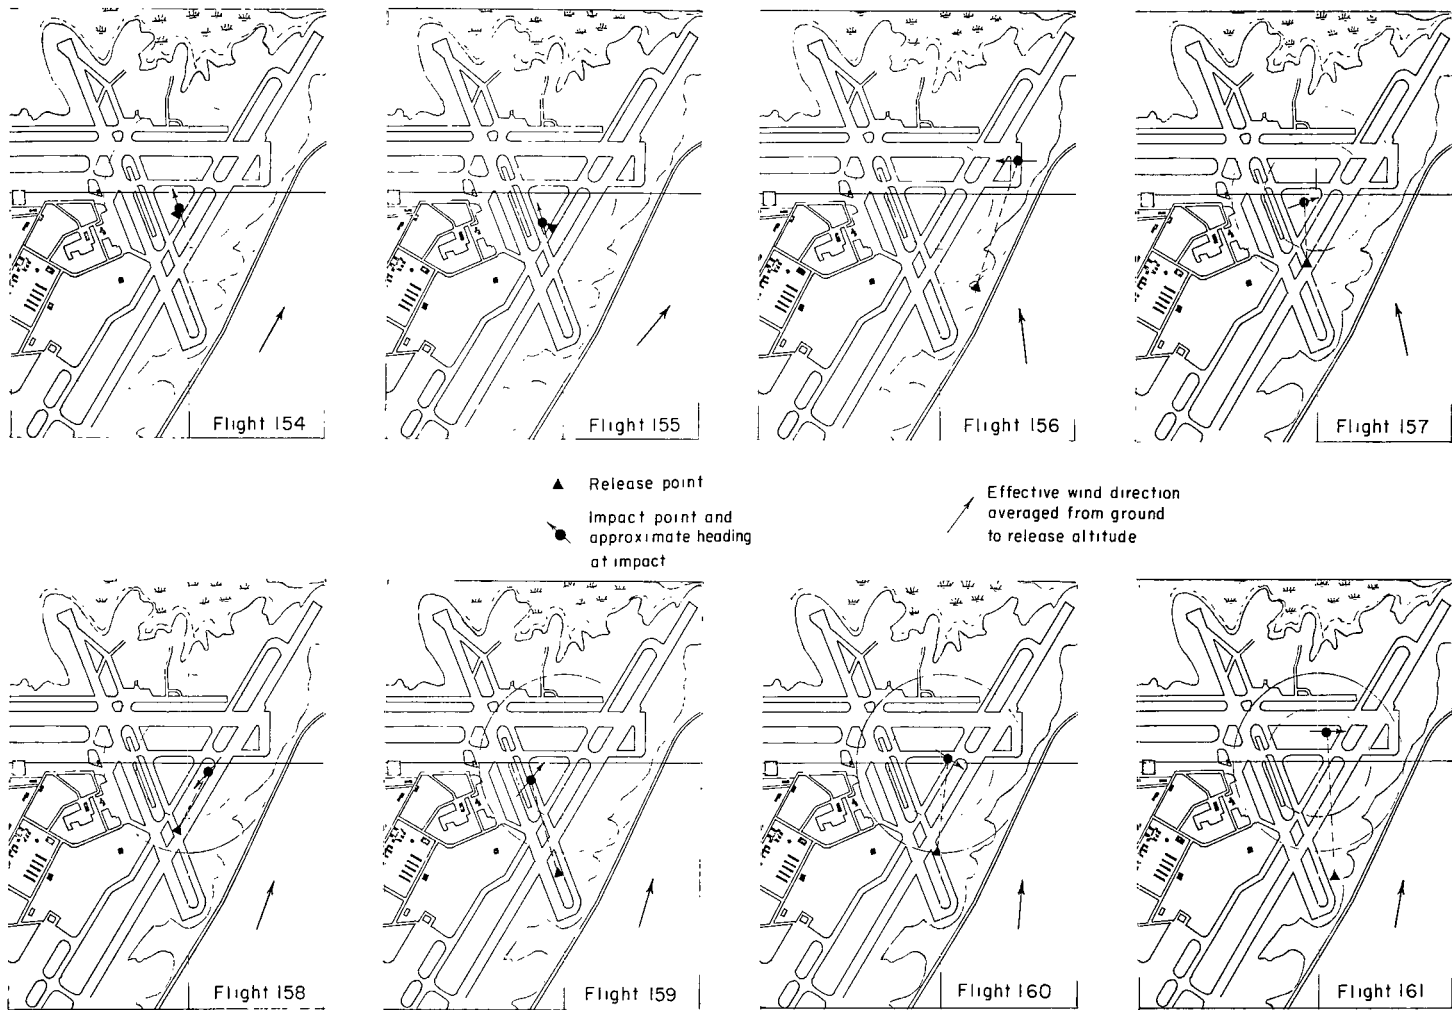 Flight 154
Flight 155
Flight 156
Flight 157
Release point
Impact point and
approximate heading
at impact
Effective wind direction
averaged from ground
to release altitude
Flight 158
Flight 159
Flight 160
Flight 161